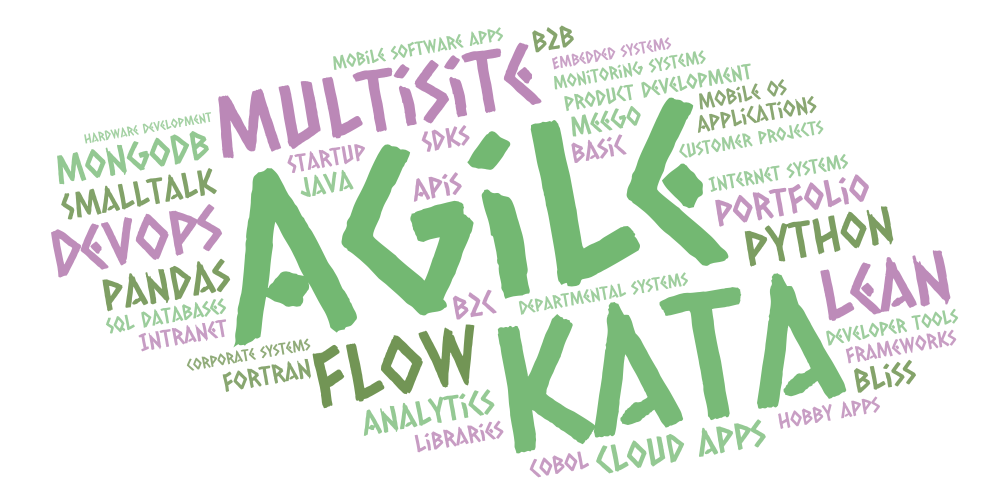 MOBILE SOFTWARE APPS
B2B
EMBEDDED SYSTEMS
MULTISITE
MONITORING SYSTEMS
PRODUCT DEVELOPMENT
MOBILE OS
APPLICATIONS
HARDWARE DEVELOPMENT
MONGODB
STARTUP
SDKS
MEEGO
BASIC
CUSTOMER PROJECTS
SMALLTALK
JAVA
APIS
AGILE
INTERNET SYSTEMS
PORTFOLIO
DEVOPS
PYTHON
PANDAS
B2C
DEPARTMENTAL SYSTEMS
LEAN
SQL DATABASES
INTRANET
KATA
DEVELOPER TOOLS
FRAMEWORKS
CORPORATE SYSTEMS
FORTRAN
FLOW
BLISS
ANALYTICS
LIBRARIES
HOBBY APPS
COBOL
CLOUD APPS